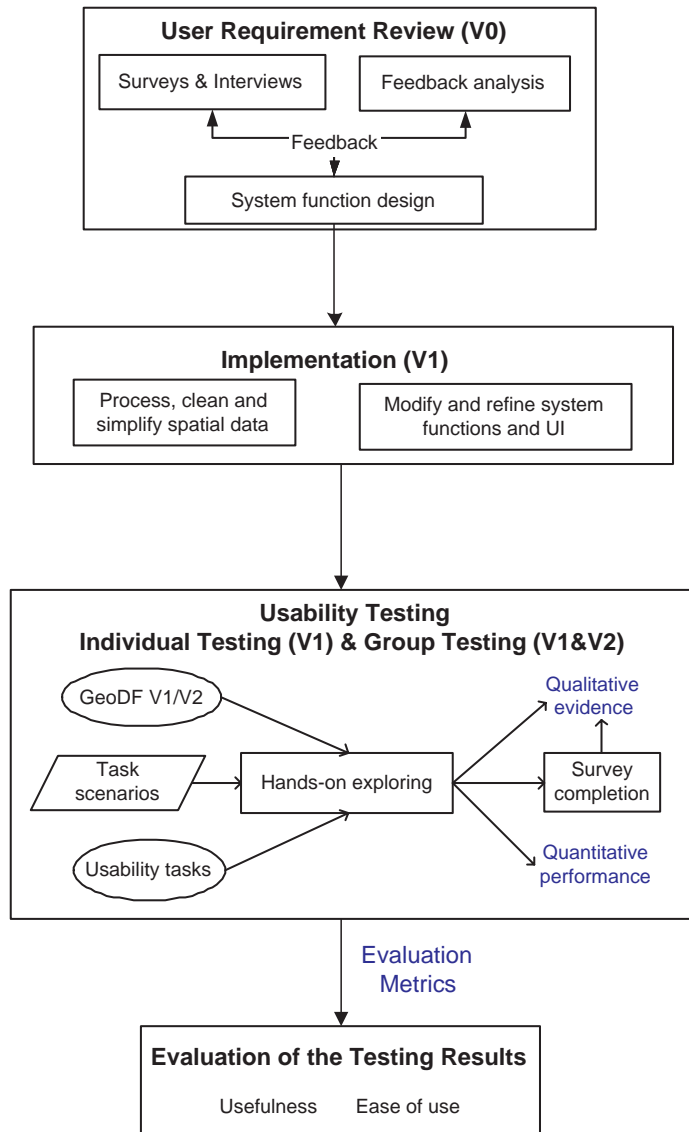 User Requirement Review (V0)
Surveys & Interviews
Feedback analysis
Feedback
System function design
Implementation (V1)
Process, clean and
simplify spatial data
Modify and refine system
functions and UI
Usability Testing
Individual Testing (V1) & Group Testing (V1&V2)
GeoDF V1/V2
Task
scenarios
Usability tasks
Hands-on exploring
Qualitative
evidence
Survey
completion
Quantitative
performance
Evaluation
Metrics
Evaluation of the Testing Results
Usefulness
Ease of use